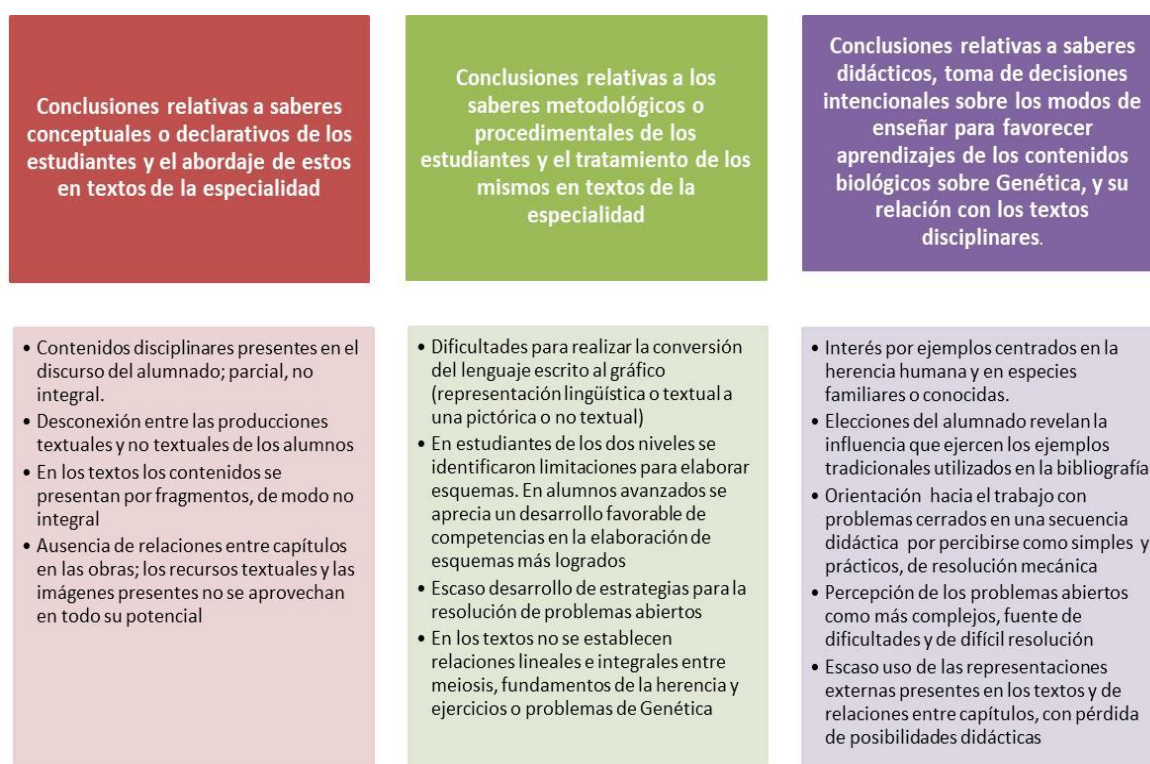 Conclusiones relativas a saberes
conceptuales o declarativos de los
estudiantes y el abordaje de estos
en textos de la especialidad
Conclusiones relativas a los
saberes metodológicos o
procedimentales de los
estudiantes y el tratamiento de los
mismos en textos de la
especialidad
Conclusiones relativas a saberes
didácticos, toma de decisiones
intencionales sobre los modos de
enseñar para favorecer
aprendizajes de los contenidos
biológicos sobre Genética, y su
relación con los textos
disciplinares.
• Contenidos disciplinares presentes en el
discurso del alumnado; parcial, no
integral.
• Desconexión entre las producciones
textuales y no textuales de los alumnos
• En los textos los contenidos se
presentan por fragmentos, de modo no
integral
• Ausencia de relaciones entre capítulos
en las obras; los recursos textuales y las
imágenes presentes no se aprovechan
en todo su potencial
• Dificultades para realizar la conversión
del lenguaje escrito al gráfico
(representación lingüística o textual a
una pictórica o no textual)
• En estudiantes de los dos niveles se
identificaron limitaciones para elaborar
esquemas. En alumnos avanzados se
aprecia un desarrollo favorable de
competencias en la elaboración de
esquemas más logrados
• Escaso desarrollo de estrategias para la
resolución de problemas abiertos
• En los textos no se establecen
relaciones lineales e integrales entre
meiosis, fundamentos de la herencia y
ejercicios o problemas de Genética
• Interés por ejemplos centrados en la
herencia humana y en especies
familiares o conocidas.
• Elecciones del alumnado revelan la
influencia que ejercen los ejemplos
tradicionales utilizados en la bibliografía
• Orientación hacia el trabajo con
problemas cerrados en una secuencia
didáctica por percibirse como simples y
prácticos, de resolución mecánica
• Percepción de los problemas abiertos
como más complejos, fuente de
dificultades y de difícil resolución
• Escaso uso de las representaciones
externas presentes en los textos y de
relaciones entre capítulos, con pérdida
de posibilidades didácticas